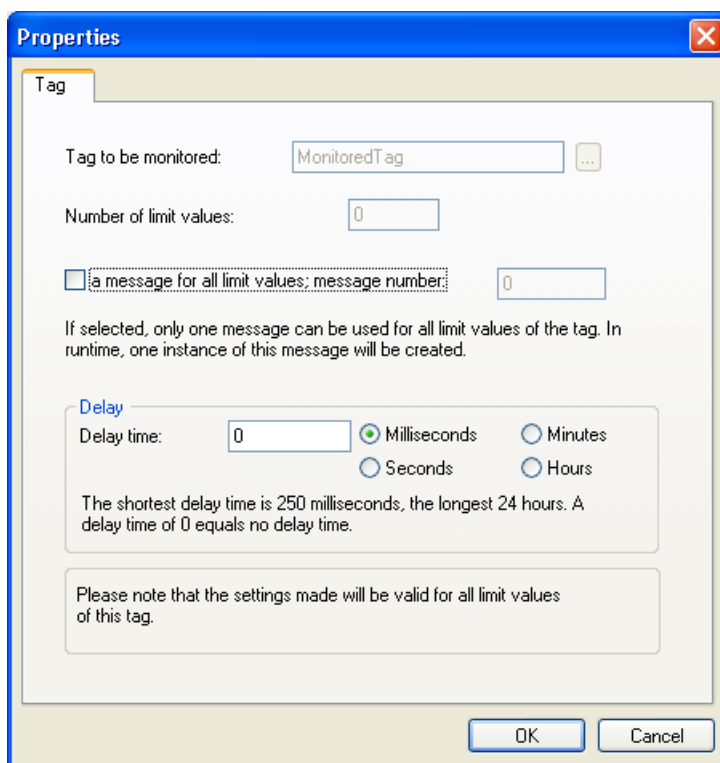 Properties
Tag
Tag to be monitored: MonitoredTag ...
Number of limit values: 0
a message for all limit values; message number: 0
If selected, only one message can be used for all limit values of the tag. In
runtime, one instance of this message will be created.
Delay
Delay time: 0 Milliseconds Minutes
Seconds Hours
The shortest delay time is 250 milliseconds, the longest 24 hours. A
delay time of 0 equals no delay time.
Please note that the settings made will be valid for all limit values
of this tag.
OK Cancel